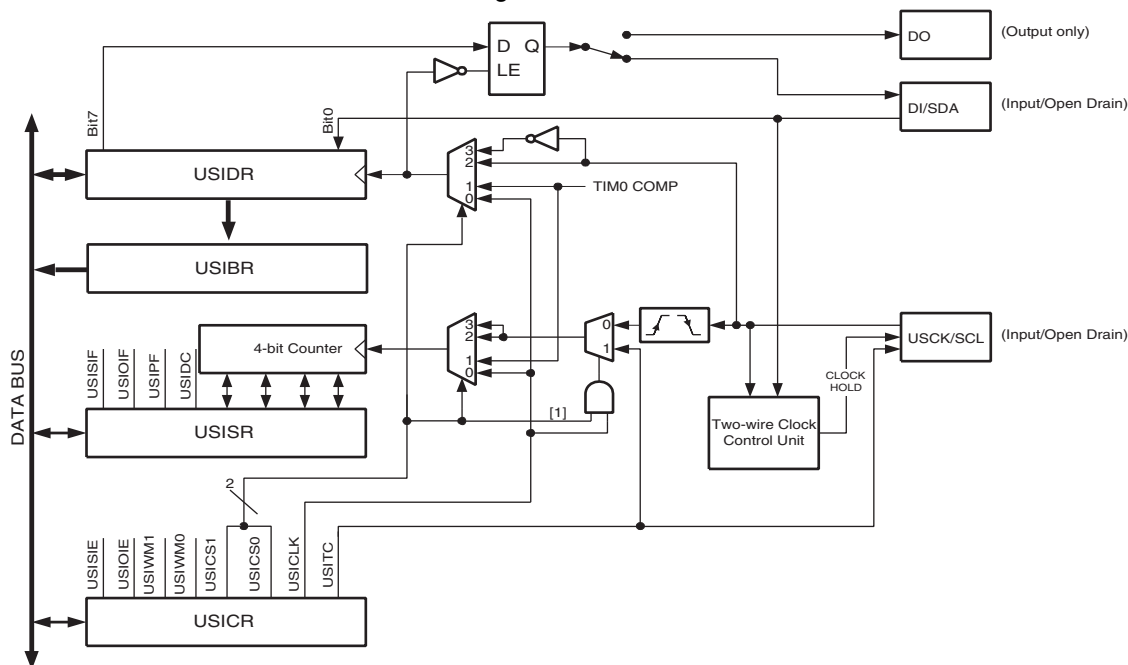 DO
(Output only)
D Q
LE
DI/SDA
(Input/Open Drain)
Bit7
Bit0
USIDR
3
2
1
0
TIM0 COMP
USIBR
DATA BUS
4-bit Counter
3
2
1
0
0
1
USCK/SCL
(Input/Open Drain)
CLOCK
HOLD
USISIF
USIOIF
USIPF
USIDC
[1]
USISR
Two-wire Clock
Control Unit
2
USISIE
USIOIE
USIWM1
USIWM0
USICS1
USICS0
USICLK
USITC
USICR